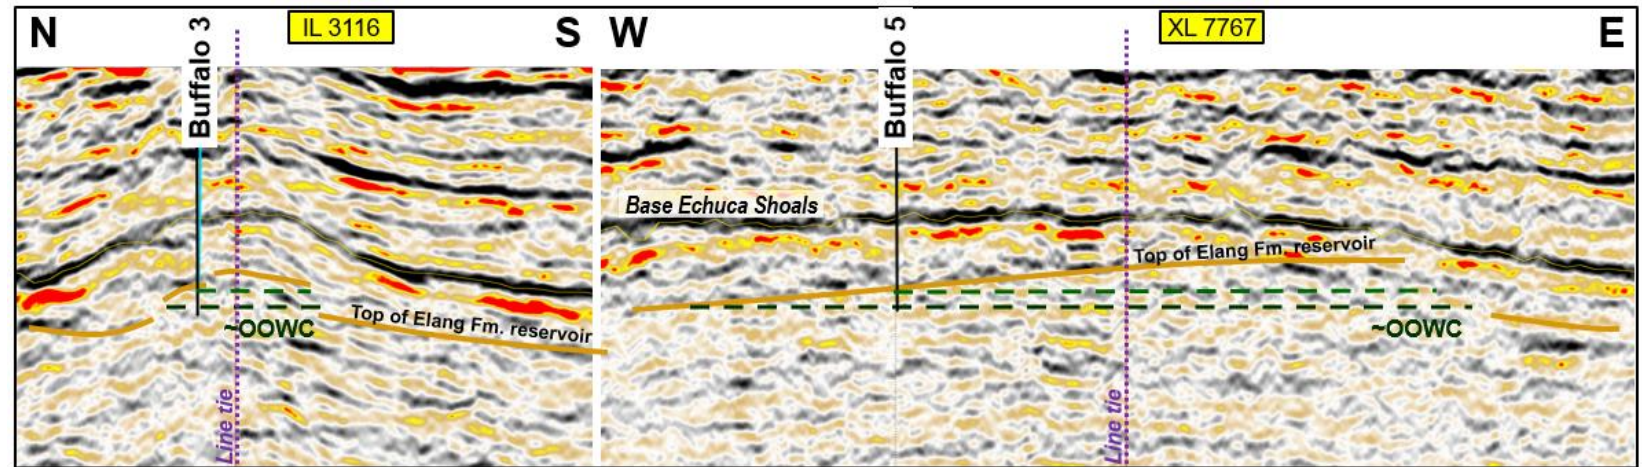 N
Buffalo 3
IL 3116
S
W
Buffalo 5
XL 7767
E
Base Echuca Shoals
Top of Elang Fm. reservoir
~OOWC
Top of Elang Fm. reservoir
~OOWC
Line tie
Line tie